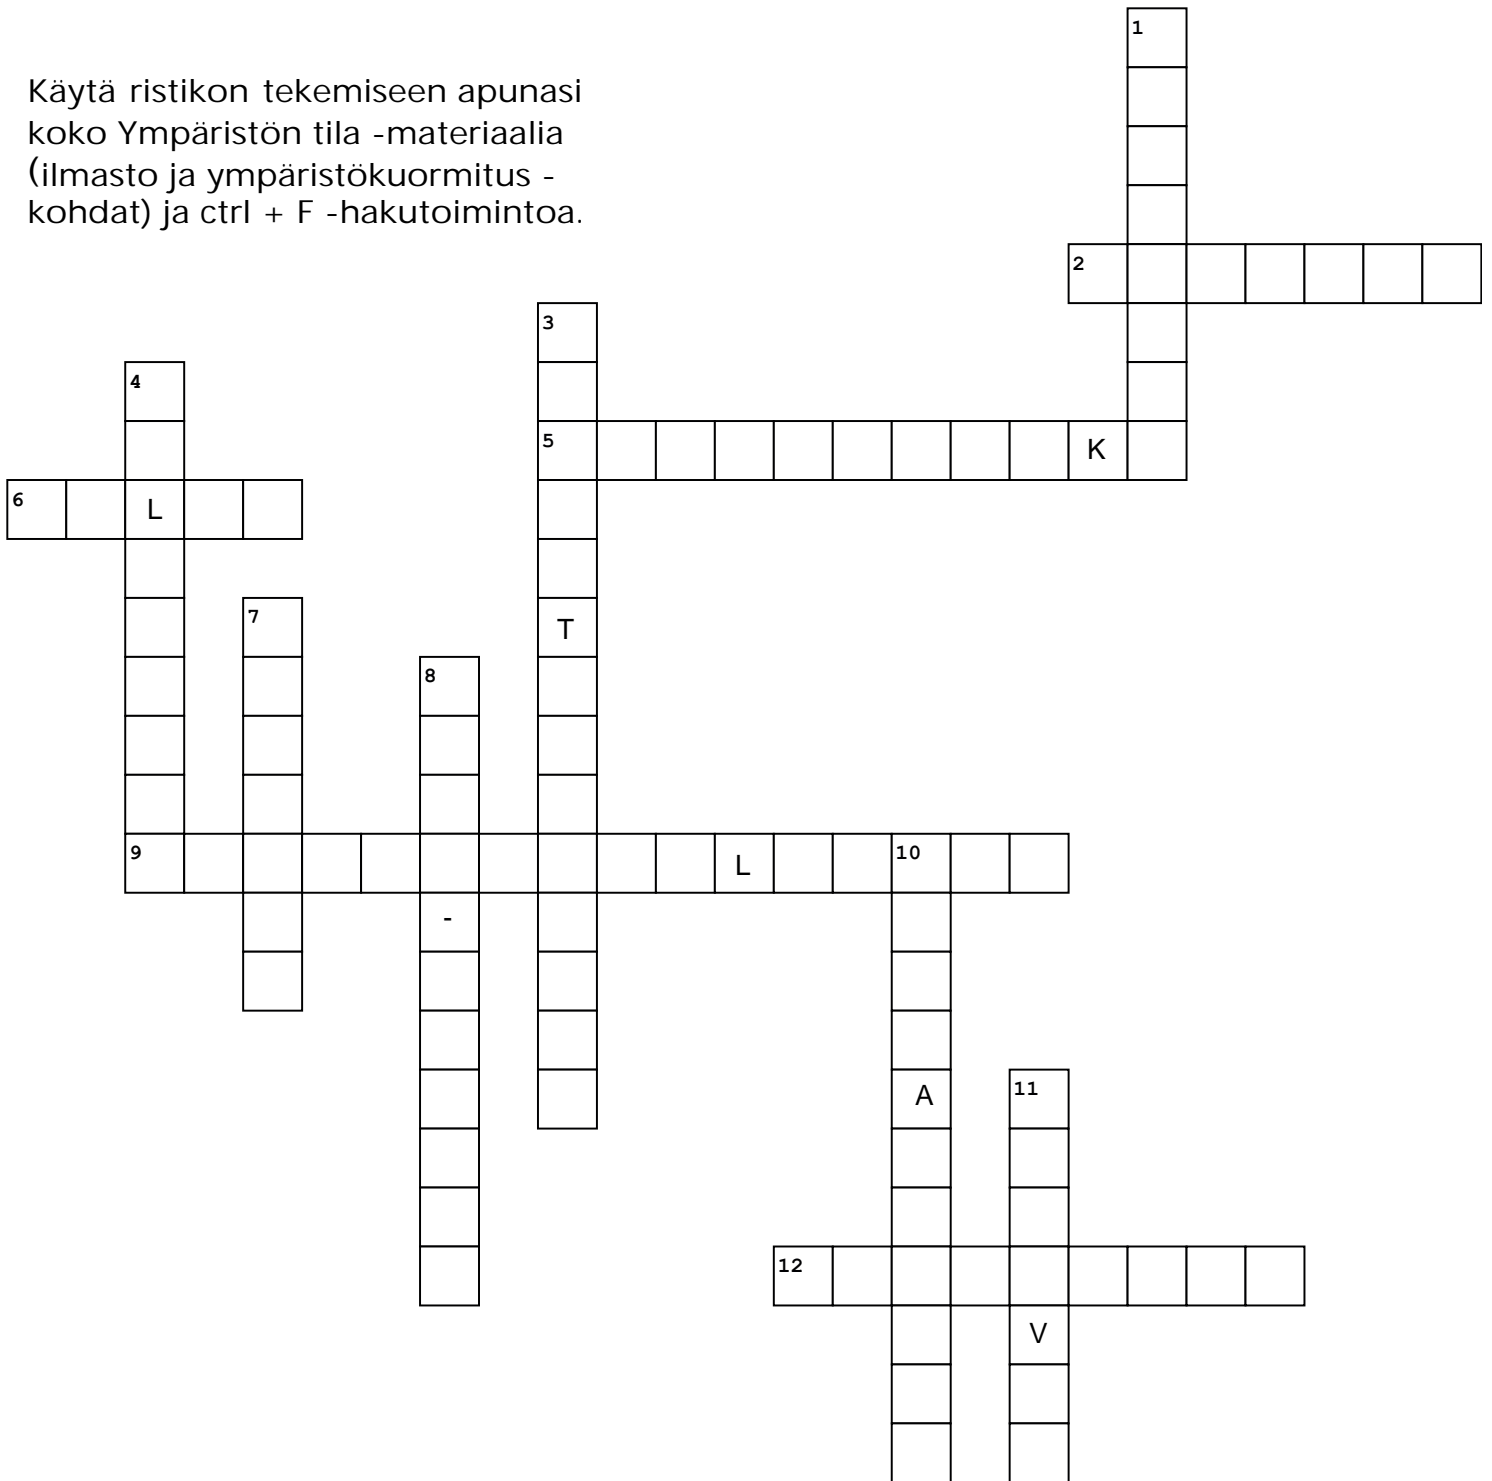 1
Käytä ristikon tekemiseen apunasi
koko Ympäristön tila -materiaalia
(ilmasto ja ympäristökuormitus -
kohdat) ja ctrl + F -hakutoimintoa.
2
3
4
5 K
6 L
7 T
8
9 L 10
-
A 11
12
V